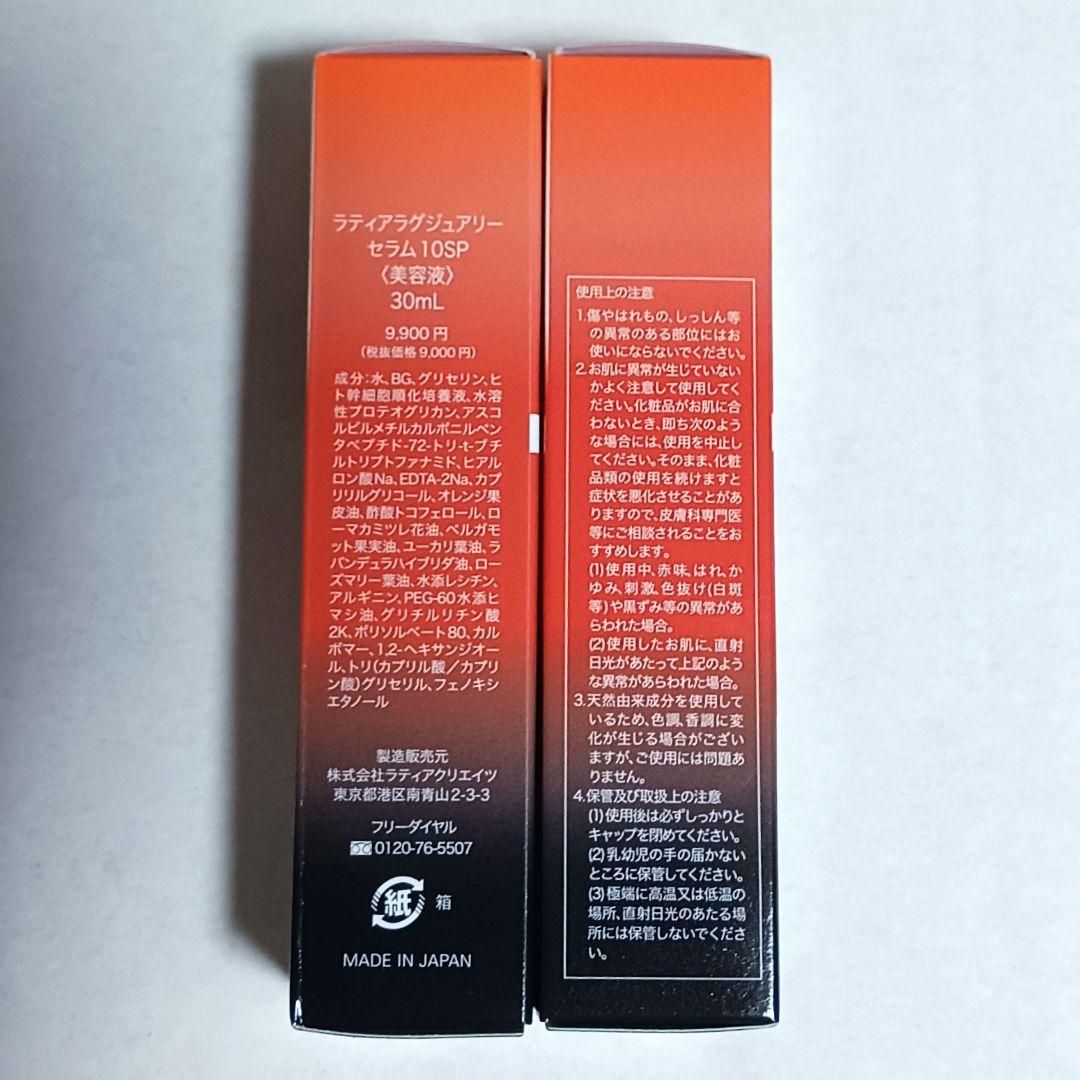 ラティアラグジュアリー
セラム10SP
〈美容液〉
30mL
9,900円
(税抜価格9,000円)
成分:水、BG、グリセリン、ヒ
ト幹細胞順化培養液、水溶
性プロテオグリカン、アスコ
ルビルメチルカルボニルペン
タペプチド-72-トリ-t-ブチ
ルトリプトファナミド、ヒアル
ロン酸Na、EDTA-2Na、カプ
リリルグリコール、オレンジ果
皮油、酢酸トコフェロール、ロ
ーマカミツレ花油、ベルガモ
ット果実油、ユーカリ葉油、ラ
バンデュラハイブリダ油、ロー
ズマリー葉油、水添レシチン、
アルギニン、PEG-60水添ヒ
マシ油、グリチルリチン酸
2K、ポリソルベート80、カル
ボマー、1,2-ヘキサンジオー
ル、トリ(カプリル酸/カプリ
ン酸)グリセリル、フェノキシ
エタノール
製造販売元
株式会社ラティアクリエイツ
東京都港区南青山2-3-3
フリーダイヤル
0120-76-5507
紙 箱
MADE IN JAPAN
使用上の注意
1.傷やはれもの、しっしん等
の異常のある部位にはお
使いにならないでください。
2.お肌に異常が生じていない
かよく注意して使用してく
ださい。化粧品がお肌に合
わないとき、即ち次のよう
な場合には、使用を中止し
てください。そのまま、化粧
品類の使用を続けますと
症状を悪化させることがあ
りますので、皮膚科専門医
等にご相談されることをお
すすめします。
(1)使用中、赤味、はれ、か
ゆみ、刺激、色抜け(白斑
等)や黒ずみ等の異常があ
らわれた場合。
(2)使用したお肌に、直射
日光があたって上記のよう
な異常があらわれた場合。
3.天然由来成分を使用して
いるため、色調、香調に変
化が生じる場合がござい
ますが、ご使用には問題あ
りません。
4.保管及び取扱上の注意
(1)使用後は必ずしっかりと
キャップを閉めてください。
(2)乳幼児の手の届かない
ところに保管してください。
(3)極端に高温又は低温の
場所、直射日光のあたる場
所には保管しないでくださ
い。